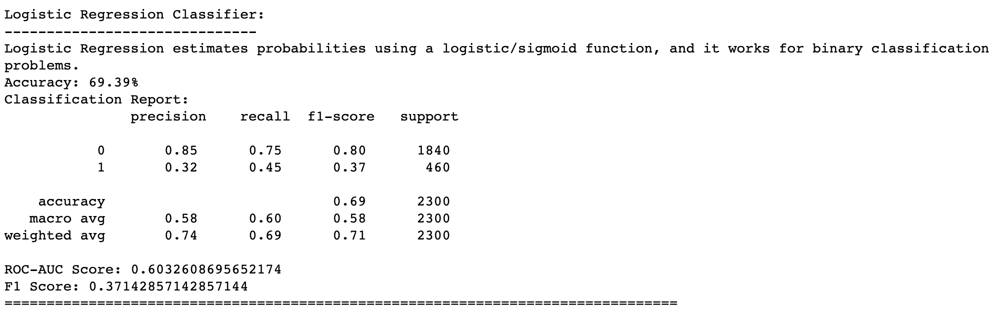 Logistic Regression Classifier:
------------------------------
Logistic Regression estimates probabilities using a logistic/sigmoid function, and it works for binary classification
problems.
Accuracy: 69.39%
Classification Report:
               precision    recall  f1-score   support

           0       0.85      0.75      0.80      1840
           1       0.32      0.45      0.37       460

    accuracy                           0.69      2300
   macro avg       0.58      0.60      0.58      2300
weighted avg       0.74      0.69      0.71      2300

ROC-AUC Score: 0.6032608695652174
F1 Score: 0.37142857142857144
================================================================================